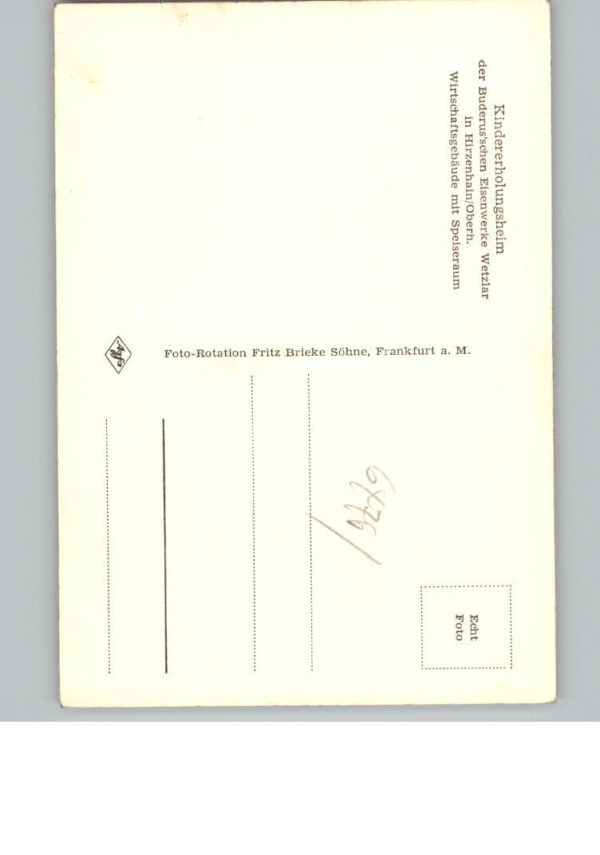 Kindererholungsheim
der Buderus'schen Eisenwerke Wetzlar
in Hirzenhain/Oberh.
Wirtschaftsgebäude mit Speiseraum
Agfa
Foto-Rotation Fritz Brieke Söhne, Frankfurt a. M.
Echt
Foto